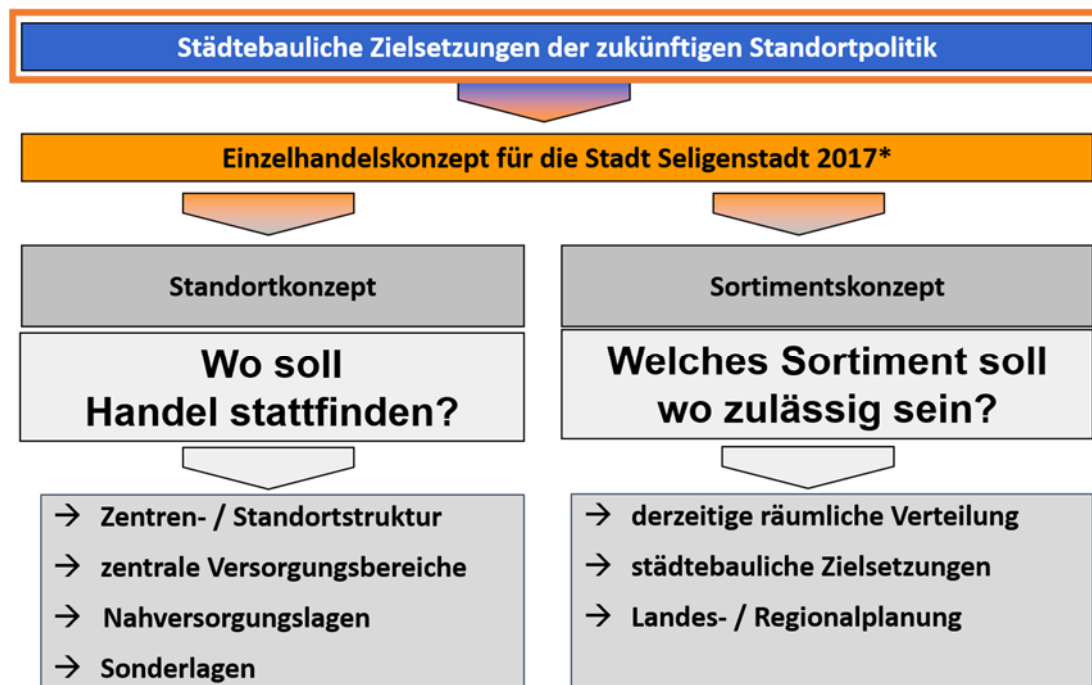 Städtebauliche Zielsetzungen der zukünftigen Standortpolitik
Einzelhandelskonzept für die Stadt Seligenstadt 2017*
Standortkonzept
Wo soll
Handel stattfinden?
→ Zentren- / Standortstruktur
→ zentrale Versorgungsbereiche
→ Nahversorgungslagen
→ Sonderlagen
Sortimentskonzept
Welches Sortiment soll
wo zulässig sein?
→ derzeitige räumliche Verteilung
→ städtebauliche Zielsetzungen
→ Landes- / Regionalplanung